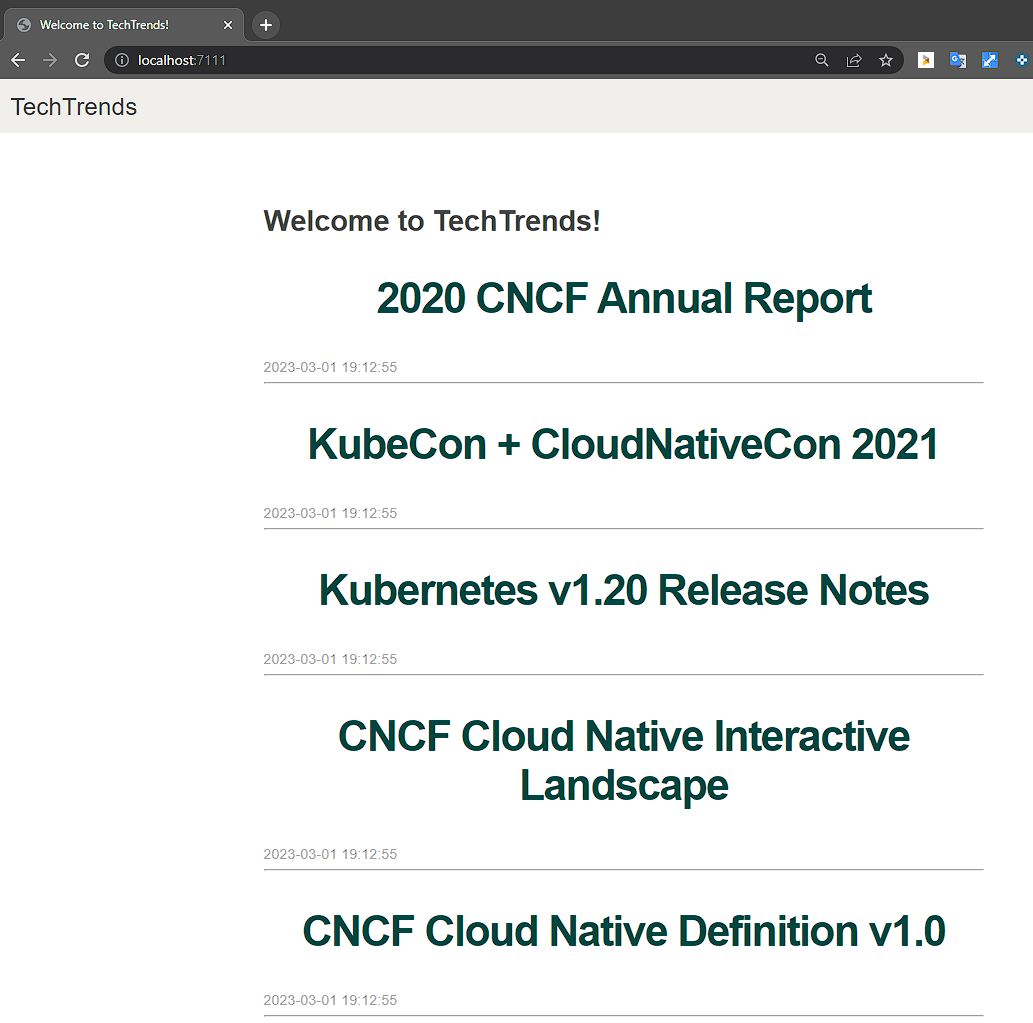 Welcome to TechTrends!
localhost:7111
TechTrends
Welcome to TechTrends!
2020 CNCF Annual Report
2023-03-01 19:12:55
KubeCon + CloudNativeCon 2021
2023-03-01 19:12:55
Kubernetes v1.20 Release Notes
2023-03-01 19:12:55
CNCF Cloud Native Interactive
Landscape
2023-03-01 19:12:55
CNCF Cloud Native Definition v1.0
2023-03-01 19:12:55